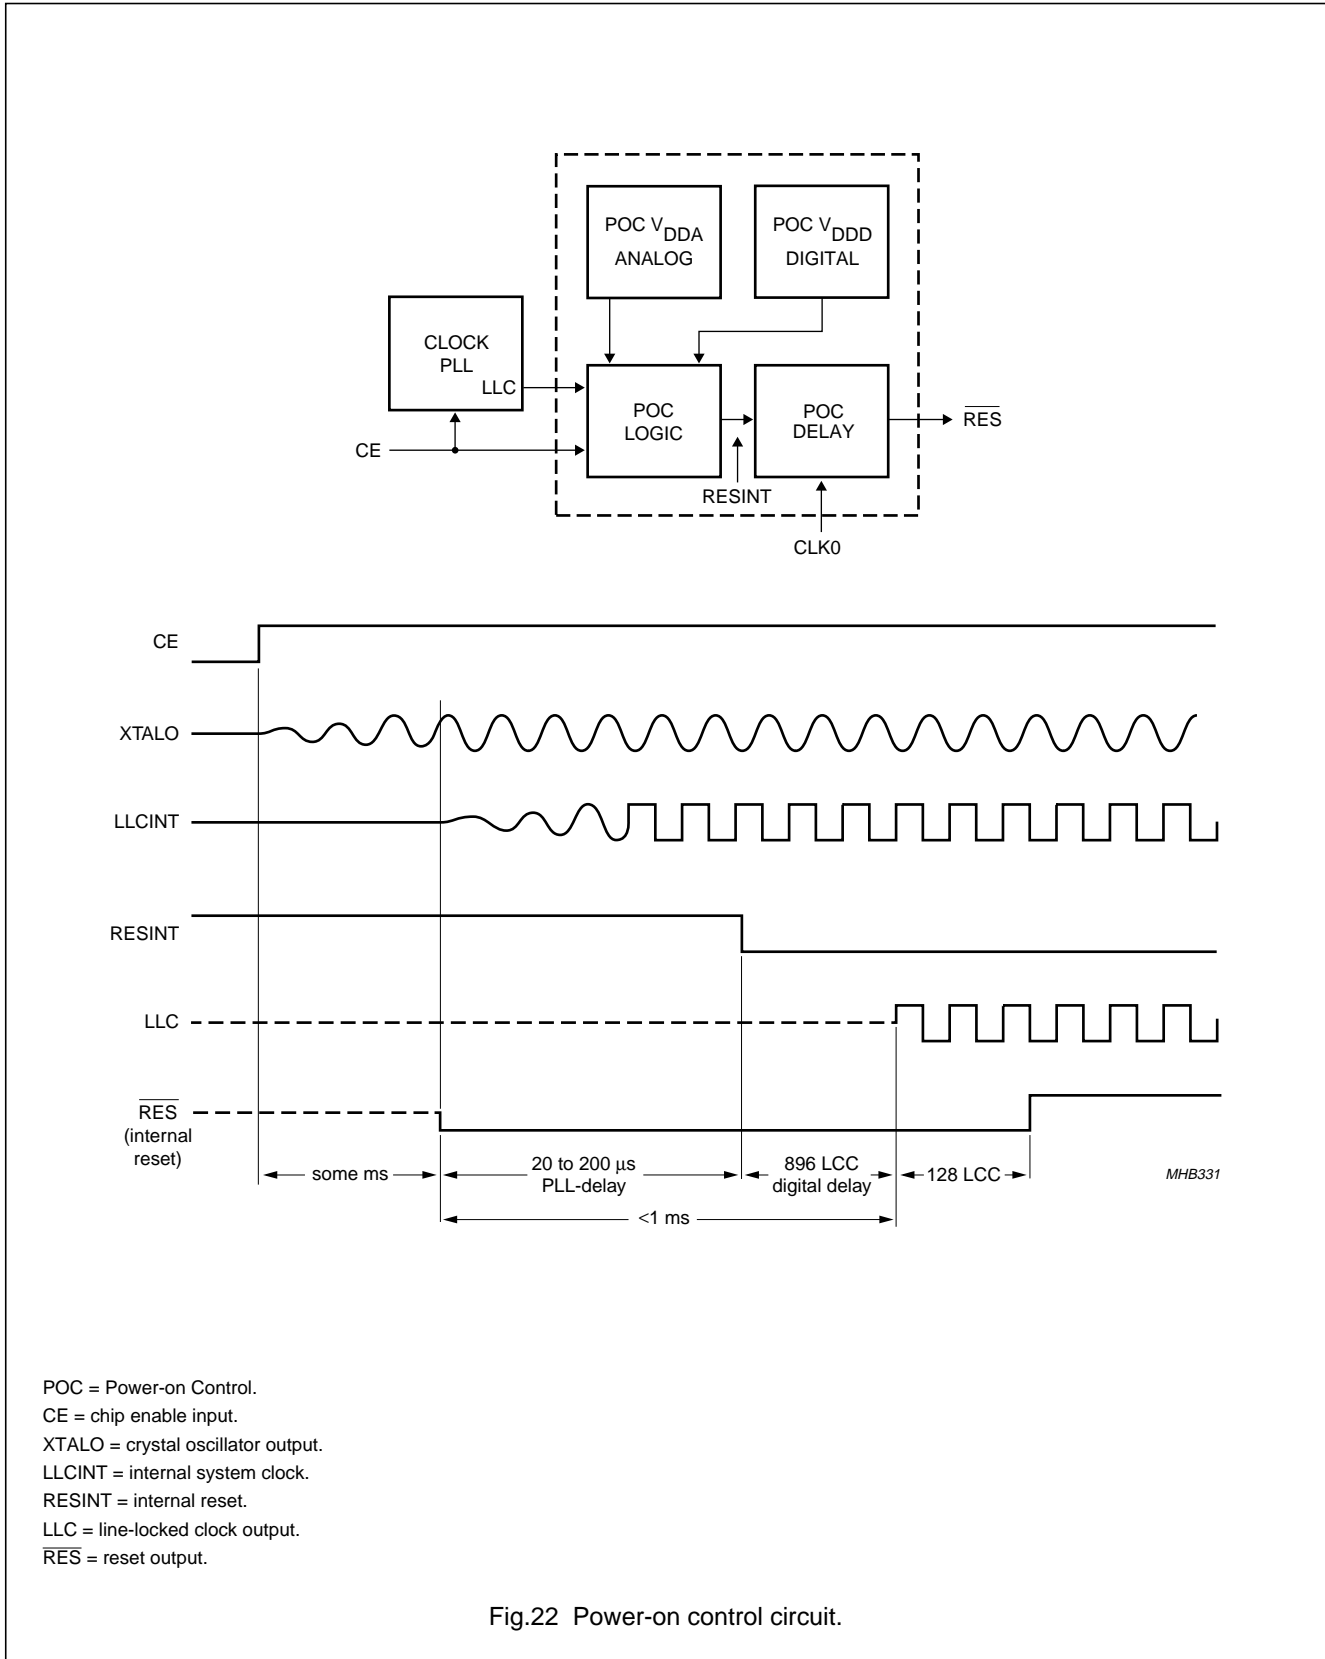 POC VDDA
ANALOG
POC VDDD
DIGITAL
CLOCK
PLL
LLC
POC
LOGIC
POC
DELAY
RES
CE
RESINT
CLK0
CE
XTALO
LLCINT
RESINT
LLC
RES
(internal
reset)
some ms
20 to 200 µs
PLL-delay
896 LCC
digital delay
128 LCC
<1 ms
MHB331
POC = Power-on Control.
CE = chip enable input.
XTALO = crystal oscillator output.
LLCINT = internal system clock.
RESINT = internal reset.
LLC = line-locked clock output.
RES = reset output.
Fig.22 Power-on control circuit.